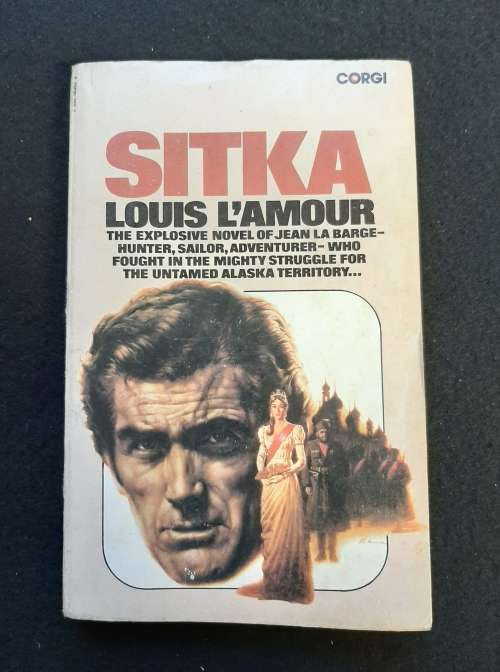 CORGI
SITKA
LOUIS L'AMOUR
THE EXPLOSIVE NOVEL OF JEAN LA BARGE–
HUNTER, SAILOR, ADVENTURER– WHO
FOUGHT IN THE MIGHTY STRUGGLE FOR
THE UNTAMED ALASKA TERRITORY...